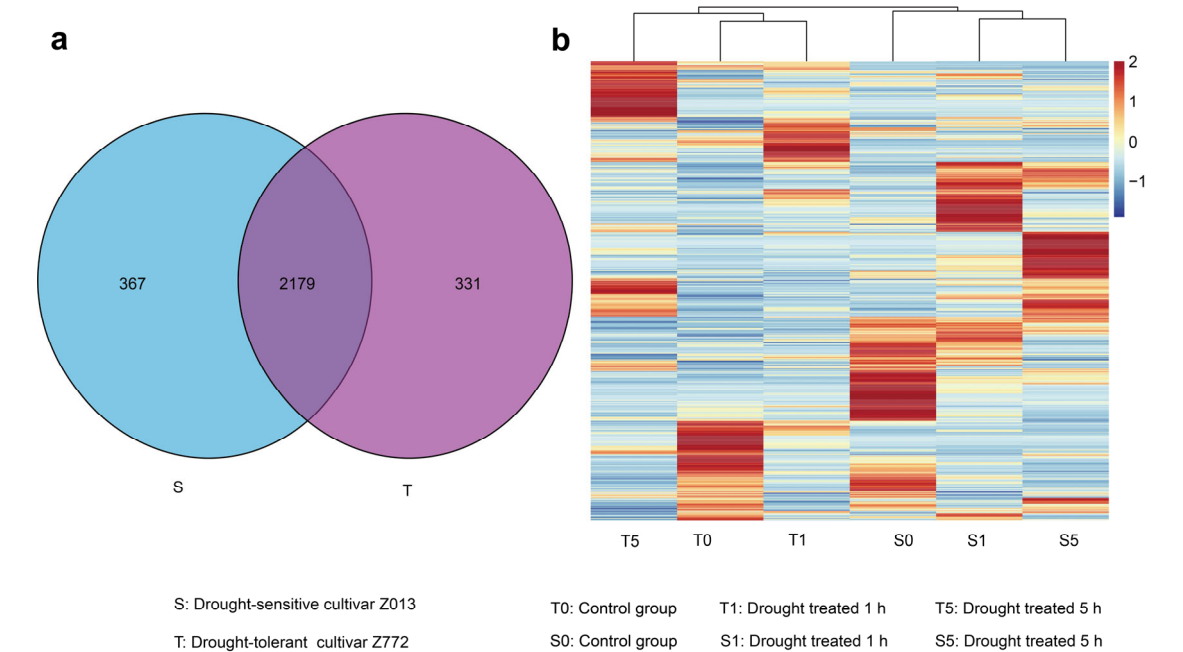 a
b
367
2179
331
S
T
2
1
0
−1
T5 T0 T1 S0 S1 S5
S: Drought-sensitive cultivar Z013
T: Drought-tolerant cultivar Z772
T0: Control group T1: Drought treated 1 h T5: Drought treated 5 h
S0: Control group S1: Drought treated 1 h S5: Drought treated 5 h